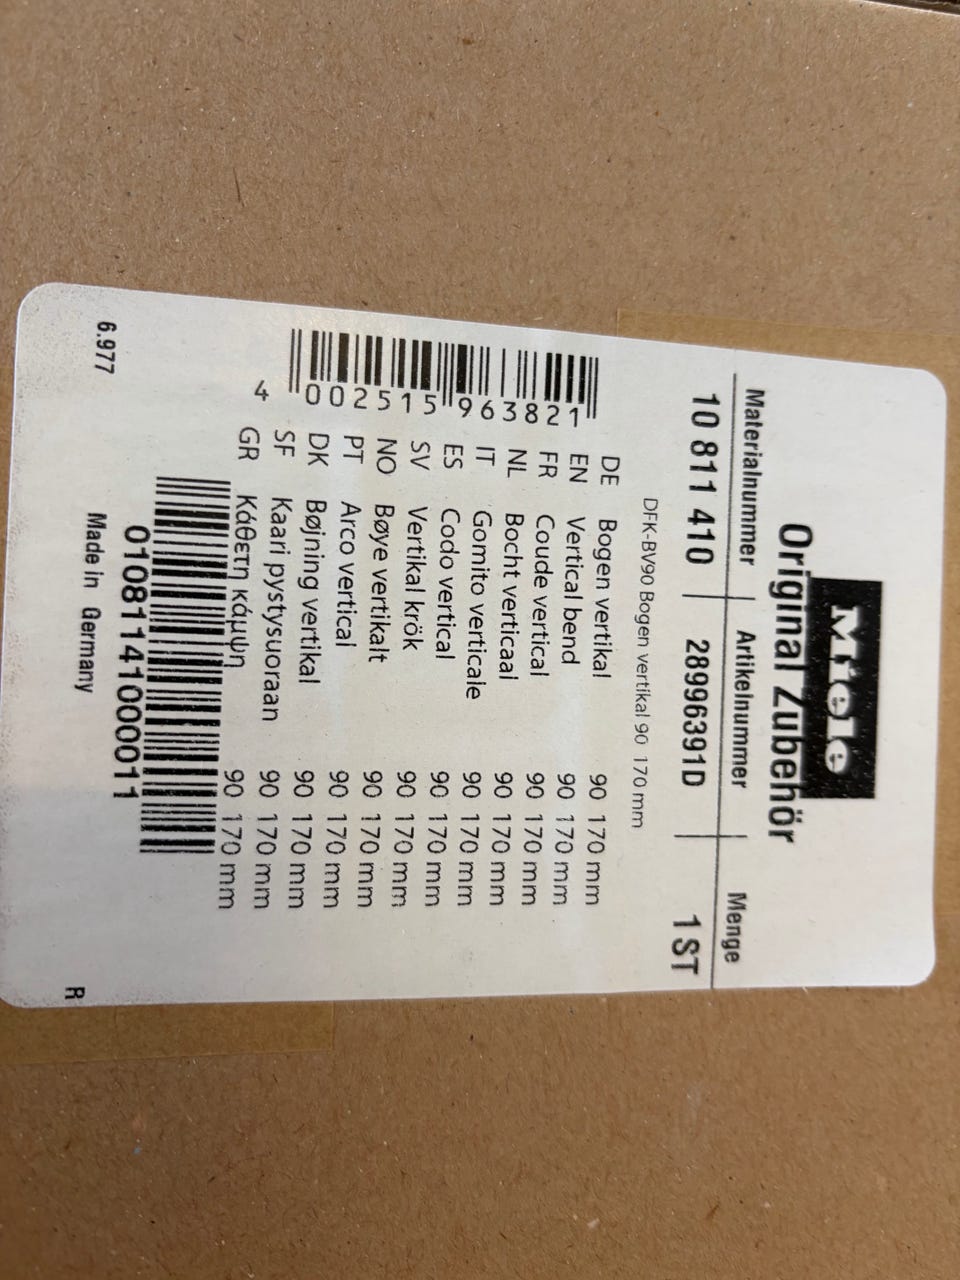 Miele
Original Zubehör
Materialnummer Artikelnummer Menge
10 811 410 28996391D 1 ST
DFK-BV90 Bogen vertikal 90 170 mm
DE Bogen vertikal 90 170 mm
EN Vertical bend 90 170 mm
FR Coude vertical 90 170 mm
NL Bocht verticaal 90 170 mm
IT Gomito verticale 90 170 mm
ES Codo vertical 90 170 mm
SV Vertikal krök 90 170 mm
NO Bøye vertikalt 90 170 mm
PT Arco vertical 90 170 mm
DK Bøjning vertikal 90 170 mm
SF Kaari pystysuoraan 90 170 mm
GR Κάθετη κάμψη 90 170 mm
4 002515 963821
01081141000011
6.977 Made in Germany R